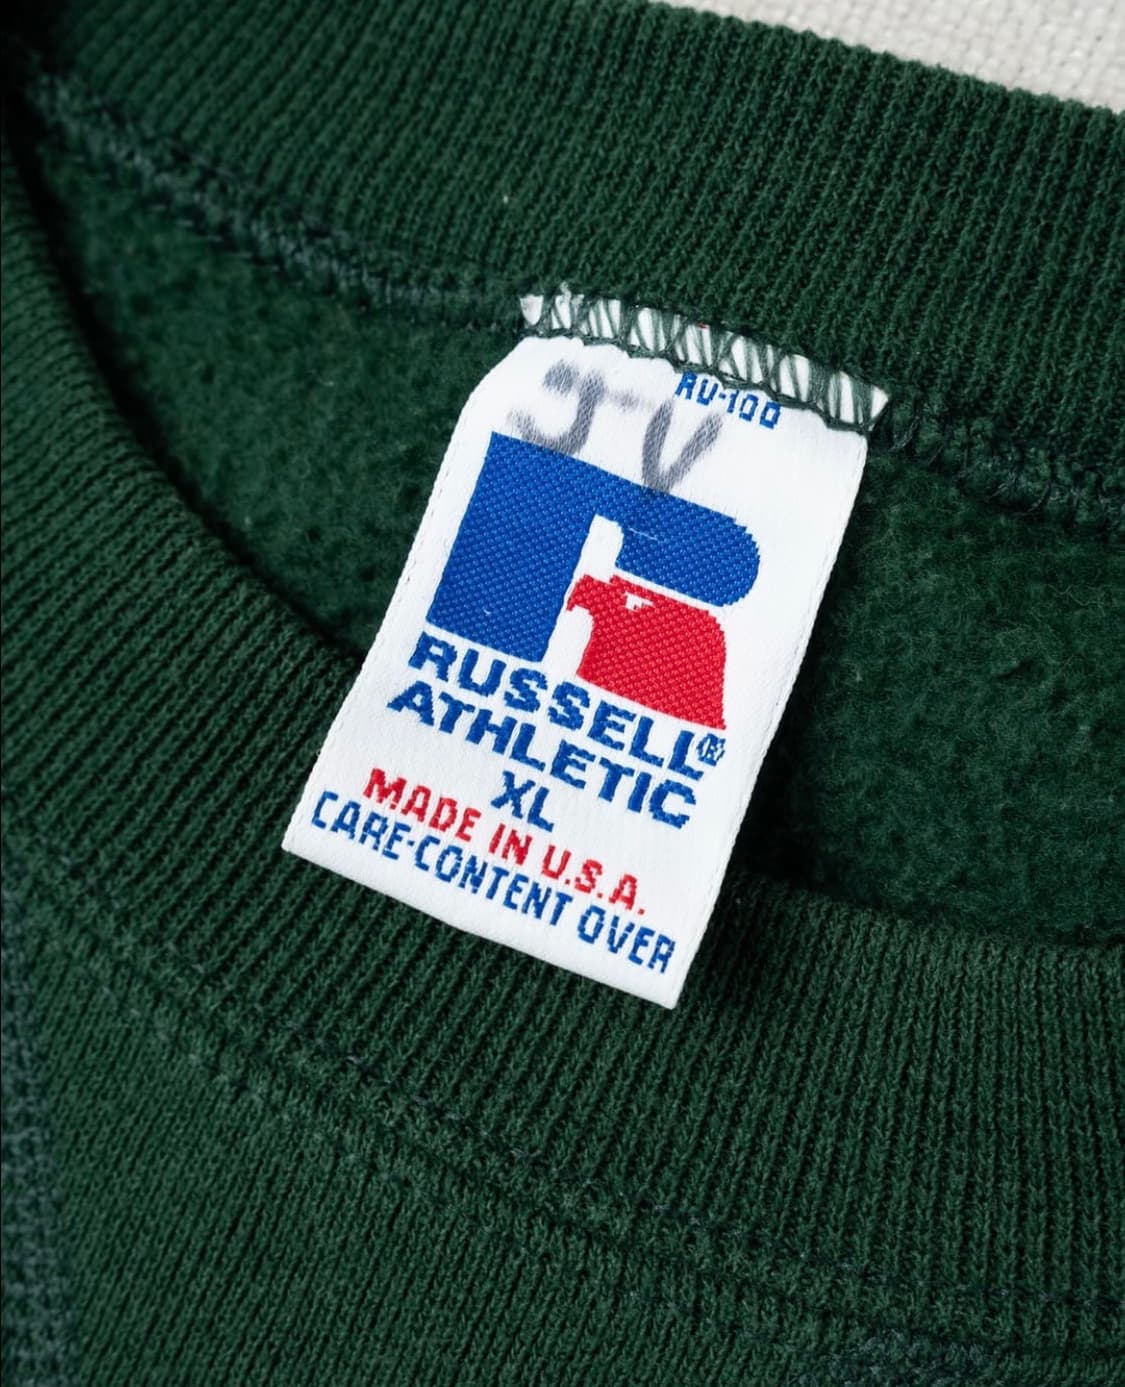 RU-100
RUSSELL®
ATHLETIC
XL
MADE IN U.S.A.
CARE-CONTENT OVER